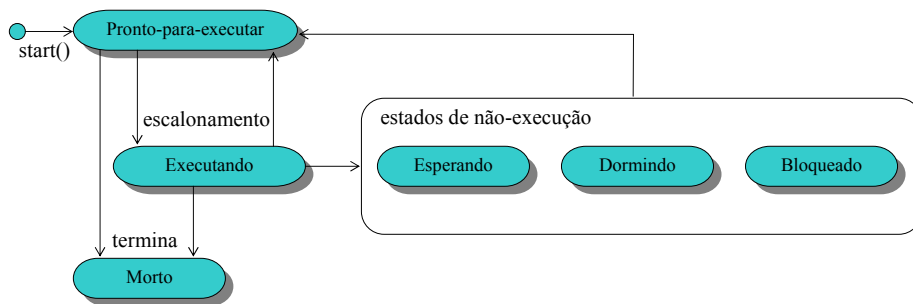 Pronto-para-executar
start()
escalonamento
estados de não-execução
Executando
Esperando
Dormindo
Bloqueado
termina
Morto